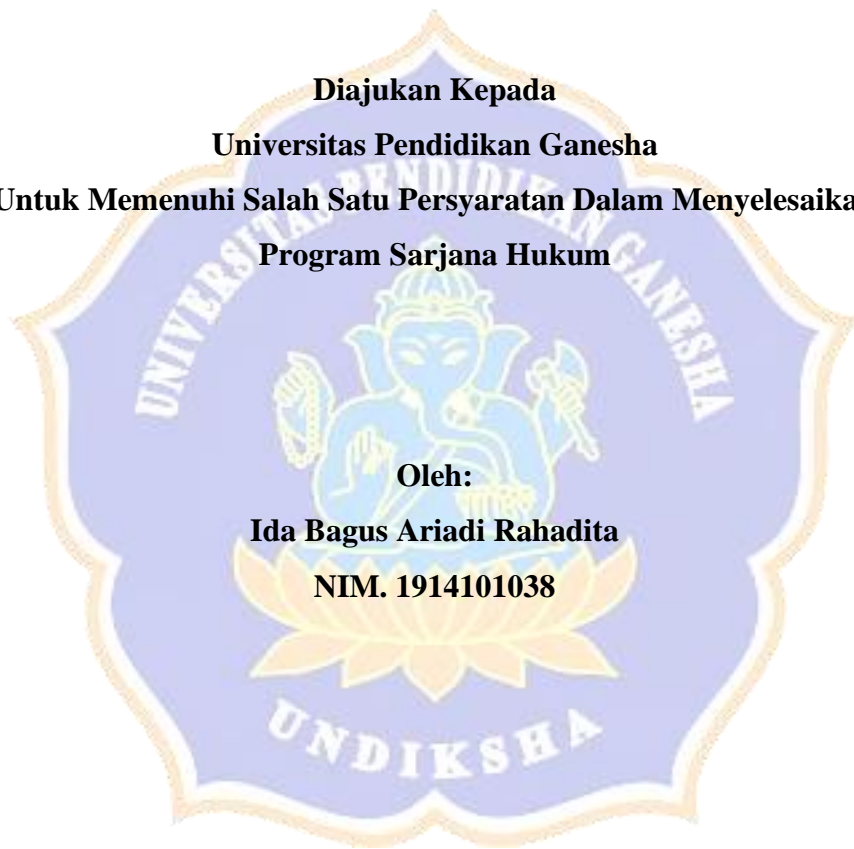 Diajukan Kepada
Universitas Pendidikan Ganesha
Untuk Memenuhi Salah Satu Persyaratan Dalam Menyelesaika
Program Sarjana Hukum
UNIVERSITAS PENDIDIKAN GANESHA
Oleh:
Ida Bagus Ariadi Rahadita
NIM. 1914101038
UNDIKSHA